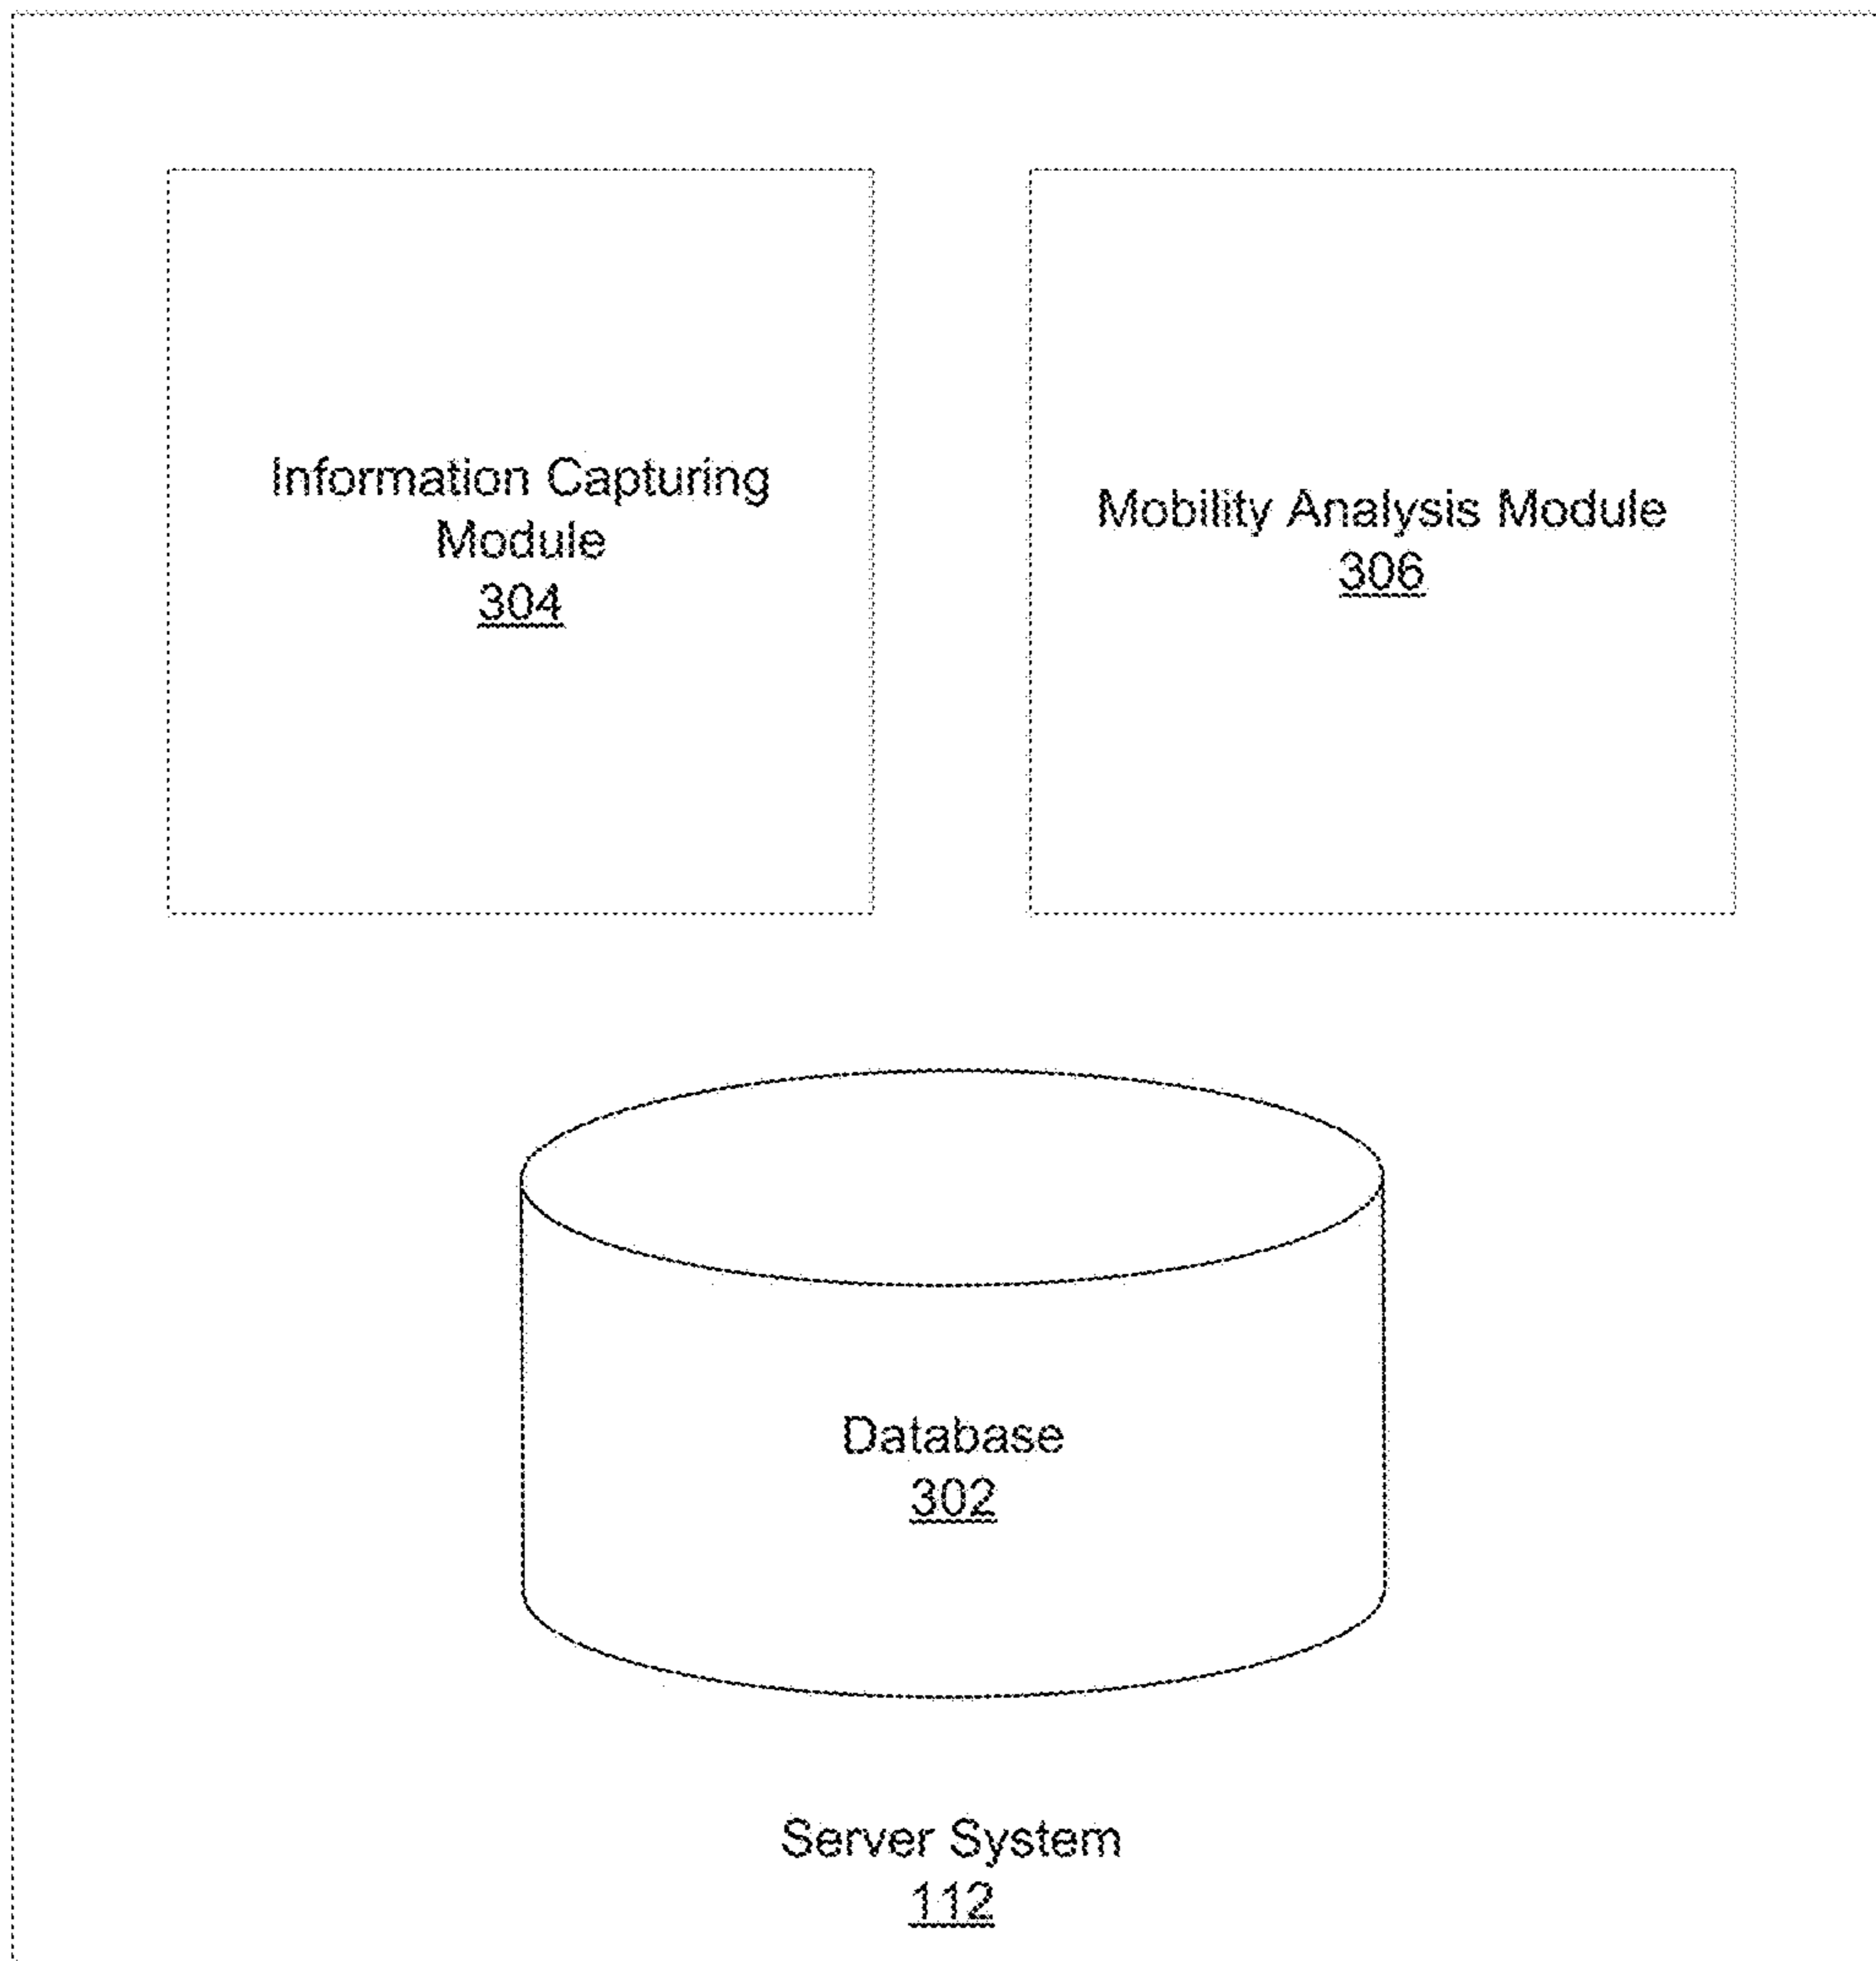 Information Capturing
Module
304
Mobility Analysis Module
306
Database
302
Server System
112